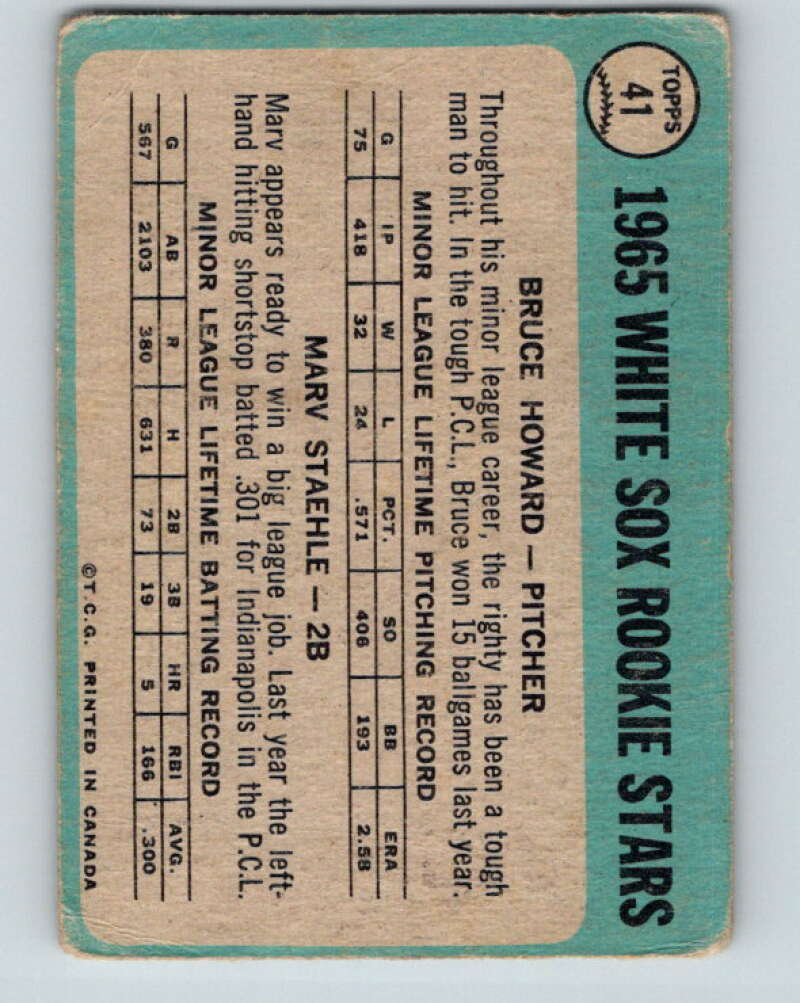 TOPPS
41
1965 WHITE SOX ROOKIE STARS
BRUCE HOWARD — PITCHER
Throughout his minor league career, the righty has been a tough
man to hit. In the tough P.C.L., Bruce won 15 ballgames last year.
MINOR LEAGUE LIFETIME PITCHING RECORD
G IP W L PCT. SO BB ERA
75 418 32 24 .571 406 193 2.58
MARV STAEHLE — 2B
Marv appears ready to win a big league job. Last year the left-
hand hitting shortstop batted .301 for Indianapolis in the P.C.L.
MINOR LEAGUE LIFETIME BATTING RECORD
G AB R H 2B 3B HR RBI AVG.
567 2103 380 631 73 19 5 166 .300
©T.C.G. PRINTED IN CANADA